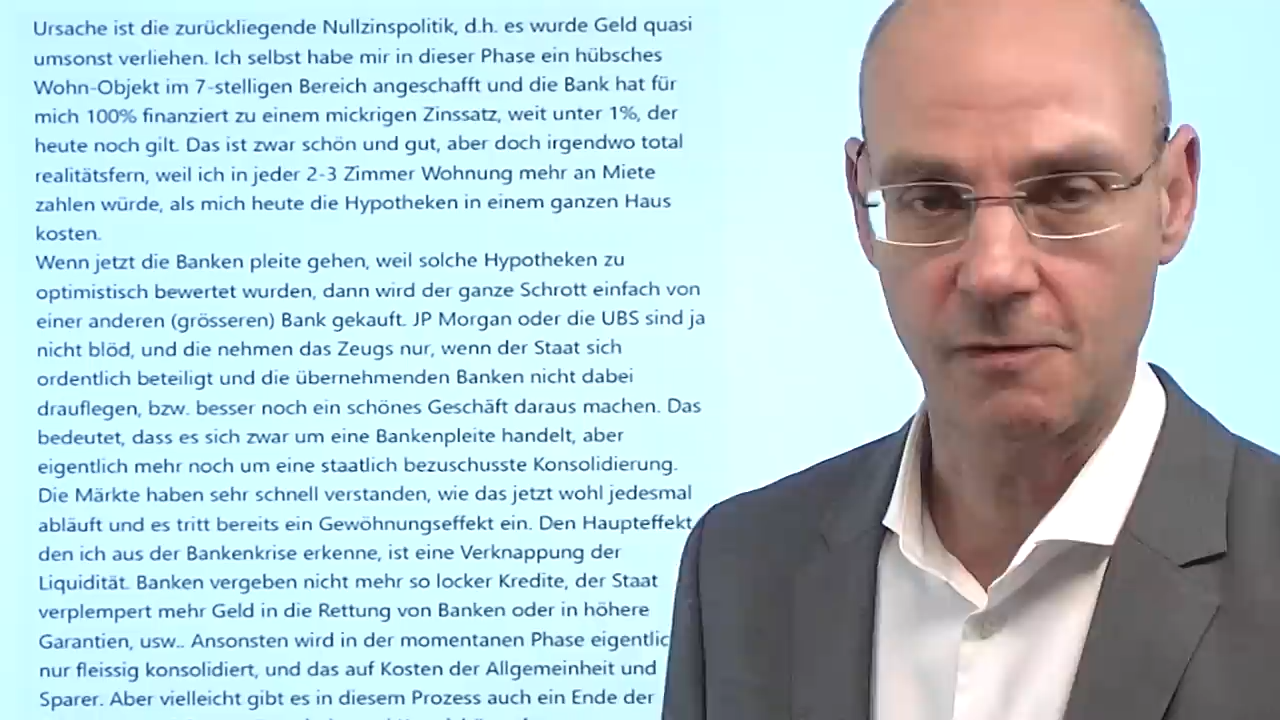 Ursache ist die zurückliegende Nullzinspolitik, d.h. es wurde Geld quasi
umsonst verliehen. Ich selbst habe mir in dieser Phase ein hübsches
Wohn-Objekt im 7-stelligen Bereich angeschafft und die Bank hat für
mich 100% finanziert zu einem mickrigen Zinssatz, weit unter 1%, der
heute noch gilt. Das ist zwar schön und gut, aber doch irgendwo total
realitätsfern, weil ich in jeder 2-3 Zimmer Wohnung mehr an Miete
zahlen würde, als mich heute die Hypotheken in einem ganzen Haus
kosten.
Wenn jetzt die Banken pleite gehen, weil solche Hypotheken zu
optimistisch bewertet wurden, dann wird der ganze Schrott einfach von
einer anderen (grösseren) Bank gekauft. JP Morgan oder die UBS sind ja
nicht blöd, und die nehmen das Zeugs nur, wenn der Staat sich
ordentlich beteiligt und die übernehmenden Banken nicht dabei
drauflegen, bzw. besser noch ein schönes Geschäft daraus machen. Das
bedeutet, dass es sich zwar um eine Bankenpleite handelt, aber
eigentlich mehr noch um eine staatlich bezuschusste Konsolidierung.
Die Märkte haben sehr schnell verstanden, wie das jetzt wohl jedesmal
abläuft und es tritt bereits ein Gewöhnungseffekt ein. Den Haupteffekt,
den ich aus der Bankenkrise erkenne, ist eine Verknappung der
Liquidität. Banken vergeben nicht mehr so locker Kredite, der Staat
verplempert mehr Geld in die Rettung von Banken oder in höhere
Garantien, usw.. Ansonsten wird in der momentanen Phase eigentlic
nur fleissig konsolidiert, und das auf Kosten der Allgemeinheit und
Sparer. Aber vielleicht gibt es in diesem Prozess auch ein Ende der